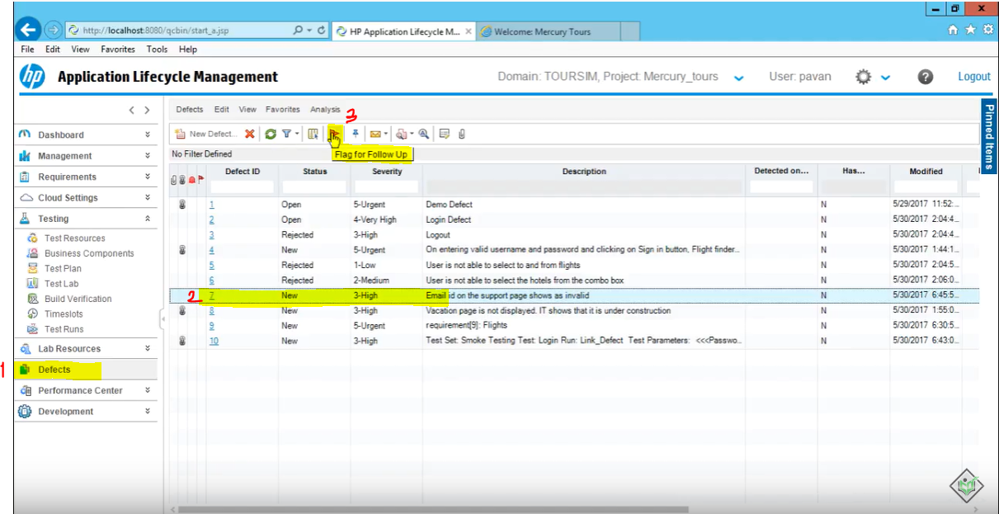 http://localhost:8080/qcbin/start_a.jsp
HP Application Lifecycle M...
Welcome: Mercury Tours
File Edit View Favorites Tools Help
hp Application Lifecycle Management
Domain: TOURSIM, Project: Mercury_tours
User: pavan
Logout
Pinned Items
Defects Edit View Favorites Analysis
3
New Defect...
Flag for Follow Up
No Filter Defined
Dashboard
Management
Requirements
Cloud Settings
Testing
Test Resources
Business Components
Test Plan
Test Lab
Build Verification
Timeslots
Test Runs
Lab Resources
1 Defects
Performance Center
Development
Defect ID Status Severity Description Detected on... Has... Modified
1 Open 5-Urgent Demo Defect N 5/29/2017 11:52:...
2 Open 4-Very High Login Defect N 5/30/2017 2:04:4...
3 Rejected 3-High Logout N 5/30/2017 2:04:4...
4 New 5-Urgent On entering valid username and password and clicking on Sign in button, Flight finder... N 5/30/2017 1:44:1...
5 Rejected 1-Low User is not able to select to and from flights N 5/30/2017 2:04:5...
6 Rejected 2-Medium User is not able to select the hotels from the combo box N 5/30/2017 2:06:0...
2 7 New 3-High Email id on the support page shows as invalid N 5/30/2017 6:45:5...
8 New 3-High Vacation page is not displayed. IT shows that it is under construction N 5/30/2017 1:55:0...
9 New 5-Urgent requirement[9]: Flights N 5/30/2017 6:30:5...
10 New 3-High Test Set: Smoke Testing Test: Login Run: Link_Defect Test Parameters: <<<Passwo... N 5/30/2017 6:43:0...